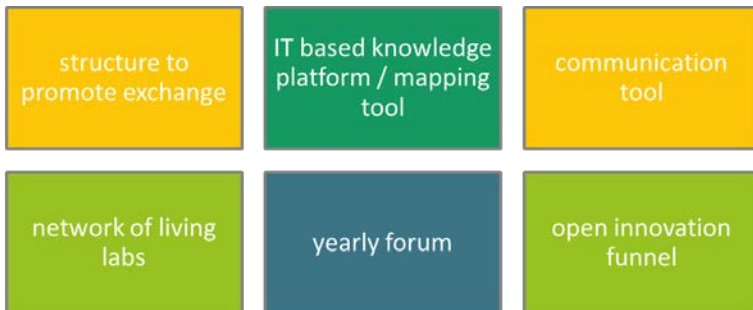 structure to
promote exchange
IT based knowledge
platform / mapping
tool
communication
tool
network of living
labs
yearly forum
open innovation
funnel